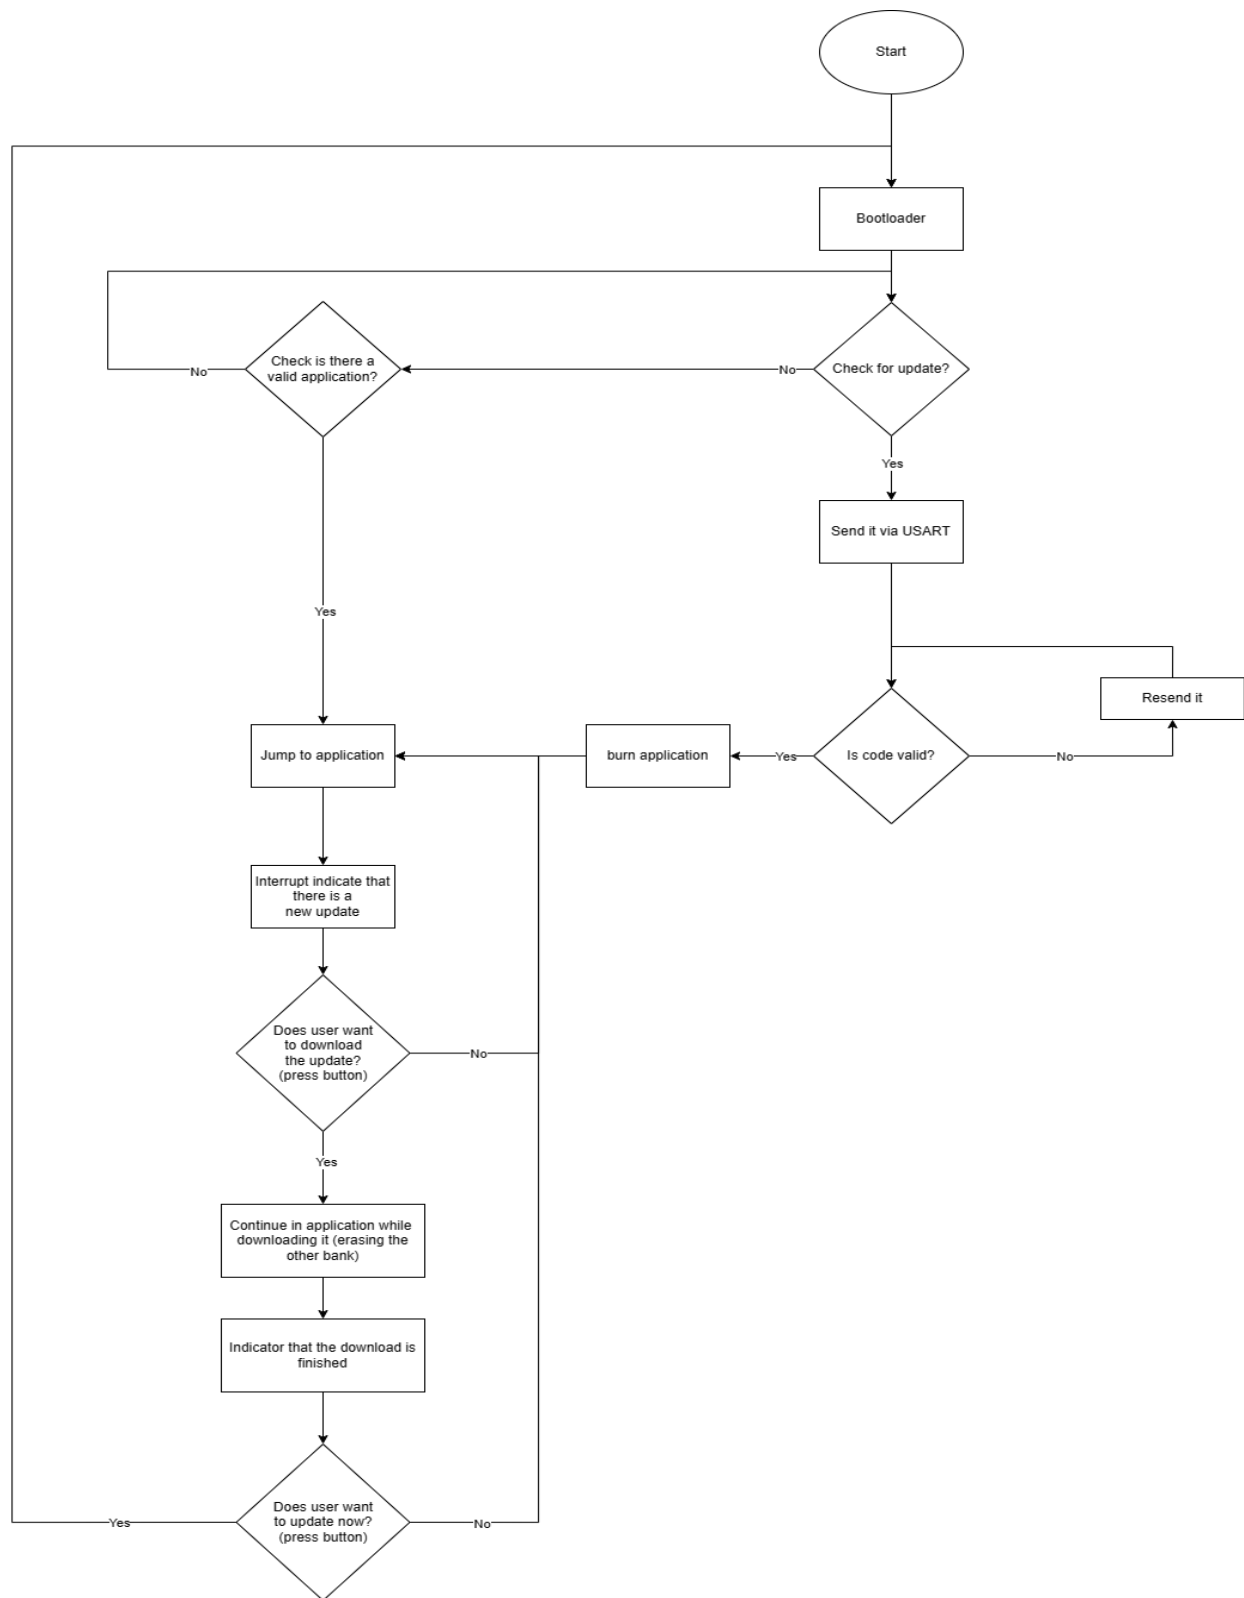 Start
Bootloader
Check is there a
valid application?
No
No
Check for update?
Yes
Send it via USART
Yes
Resend it
Jump to application
burn application
Yes
Is code valid?
No
Interrupt indicate that
there is a
new update
Does user want
to download
the update?
(press button)
No
Yes
Continue in application while
downloading it (erasing the
other bank)
Indicator that the download is
finished
Does user want
to update now?
(press button)
Yes
No